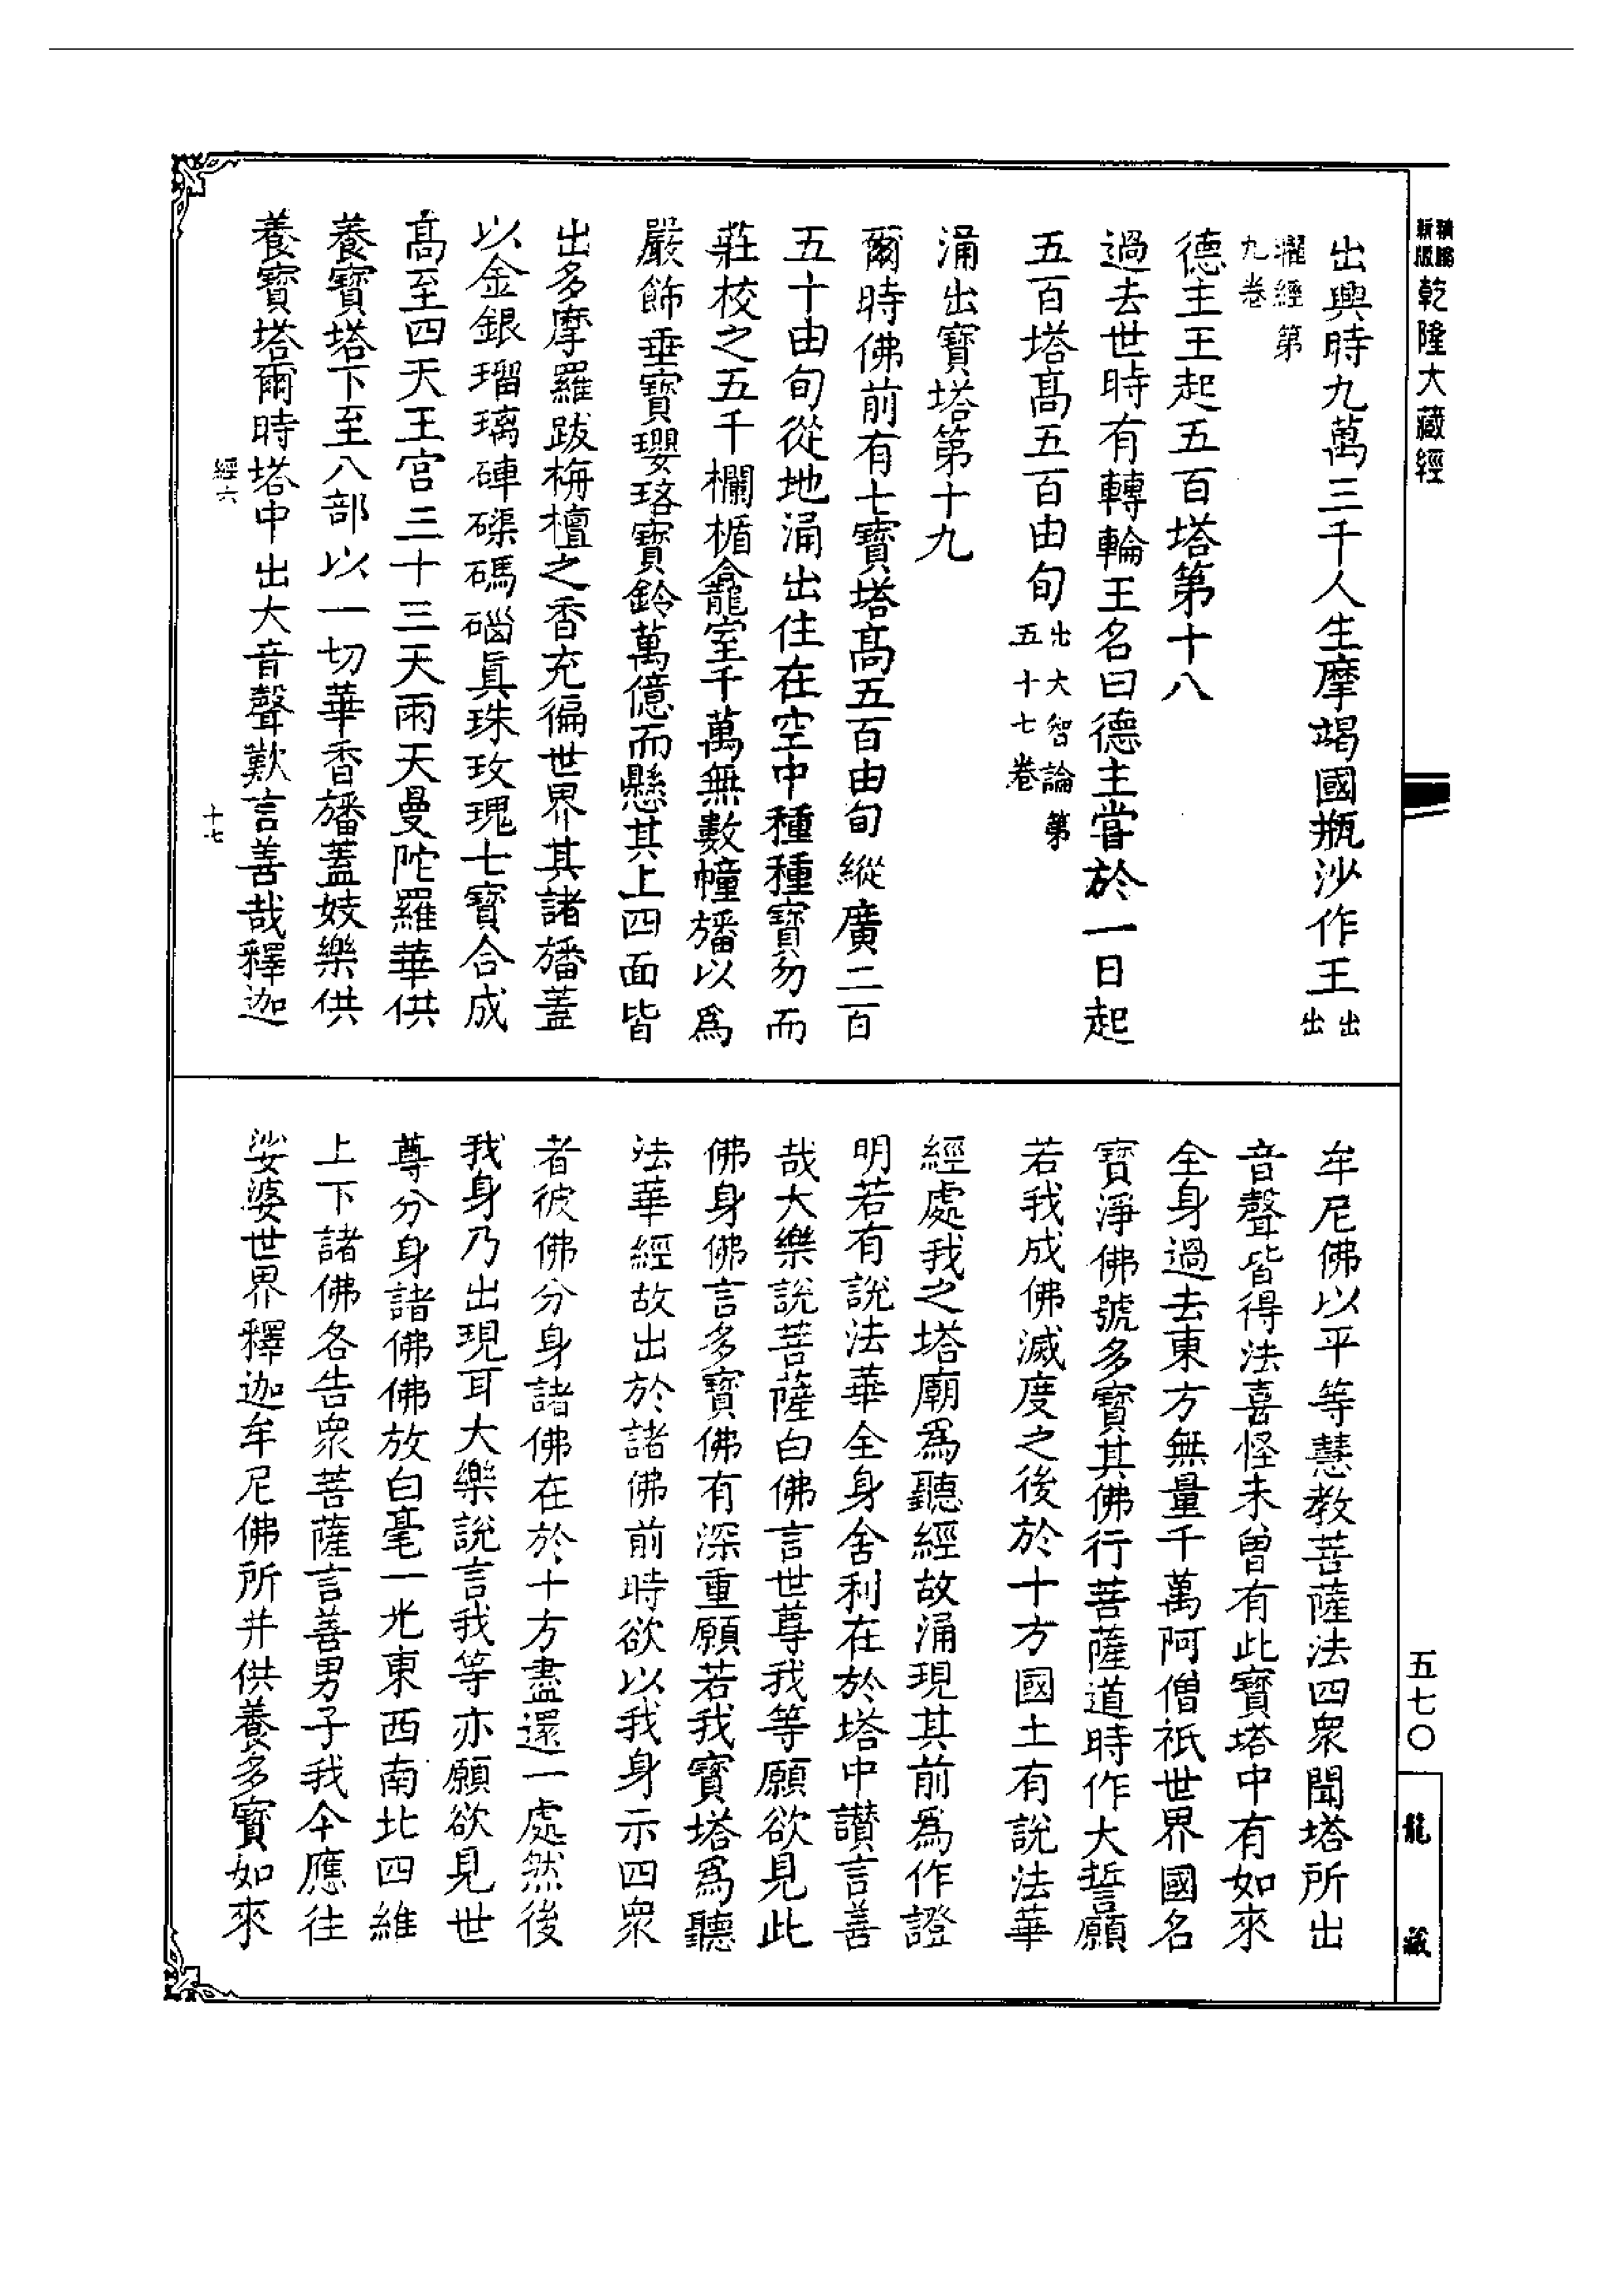 乾隆大藏經
出興時九萬三千人生摩竭國瓶沙作王出出
曜經第
九卷
德主王起五百塔第十八
過去世時有轉輪王名曰德主嘗於一日起
五百塔高五百由旬出大智論第五十七卷
涌出寶塔第十九
爾時佛前有七寶塔高五百由旬縱廣二百
五十由旬從地涌出住在空中種種寶物而
莊校之五千欄楯龕室千萬無數幢旛以為
嚴飾垂寶瓔珞寶鈴萬億而懸其上四面皆
出多摩羅跋栴檀之香充徧世界其諸旛蓋
以金銀瑠璃硨磲碼碯眞珠玫瑰七寶合成
高至四天王宮三十三天雨天曼陀羅華供
養寶塔下至八部以一切華香旛蓋妓樂供
養寶塔爾時塔中出大音聲歎言善哉釋迦
經六
十七
牟尼佛以平等慧教菩薩法四衆聞塔所出
音聲皆得法喜怪未曾有此寶塔中有如來
全身過去東方無量千萬阿僧祇世界國名
寶淨佛號多寶其佛行菩薩道時作大誓願
若我成佛滅度之後於十方國土有說法華
經處我之塔廟為聽經故涌現其前為作證
明若有說法華全身舍利在於塔中讚言善
哉大樂說菩薩白佛言世尊我等願欲見此
佛身佛言多寶佛有深重願若我寶塔為聽
法華經故出於諸佛前時欲以我身示四衆
者彼佛分身諸佛在於十方盡還一處然後
我身乃出現耳大樂說言我等亦願欲見世
尊分身諸佛佛放白毫一光東西南北四維
上下諸佛各告衆菩薩言善男子我今應往
娑婆世界釋迦牟尼佛所并供養多寶如來
五七〇
龍藏